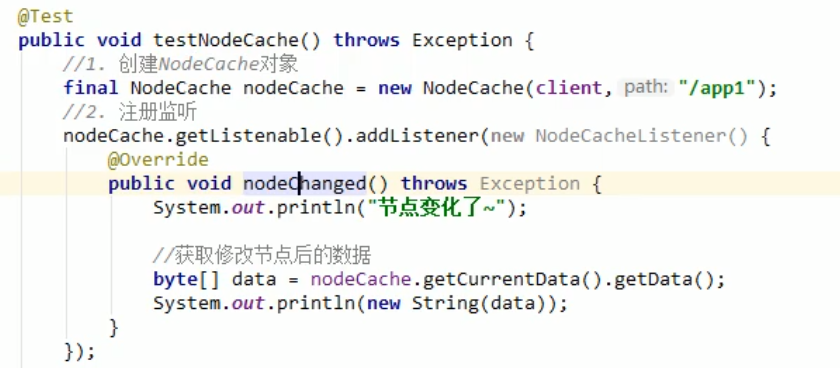 @Test
public void testNodeCache() throws Exception {
//1. 创建NodeCache对象
final NodeCache nodeCache = new NodeCache(client, path: "/app1");
//2. 注册监听
nodeCache.getListenable().addListener(new NodeCacheListener() {
@Override
public void nodeChanged() throws Exception {
System.out.println("节点变化了~");
//获取修改节点后的数据
byte[] data = nodeCache.getCurrentData().getData();
System.out.println(new String(data));
}
});